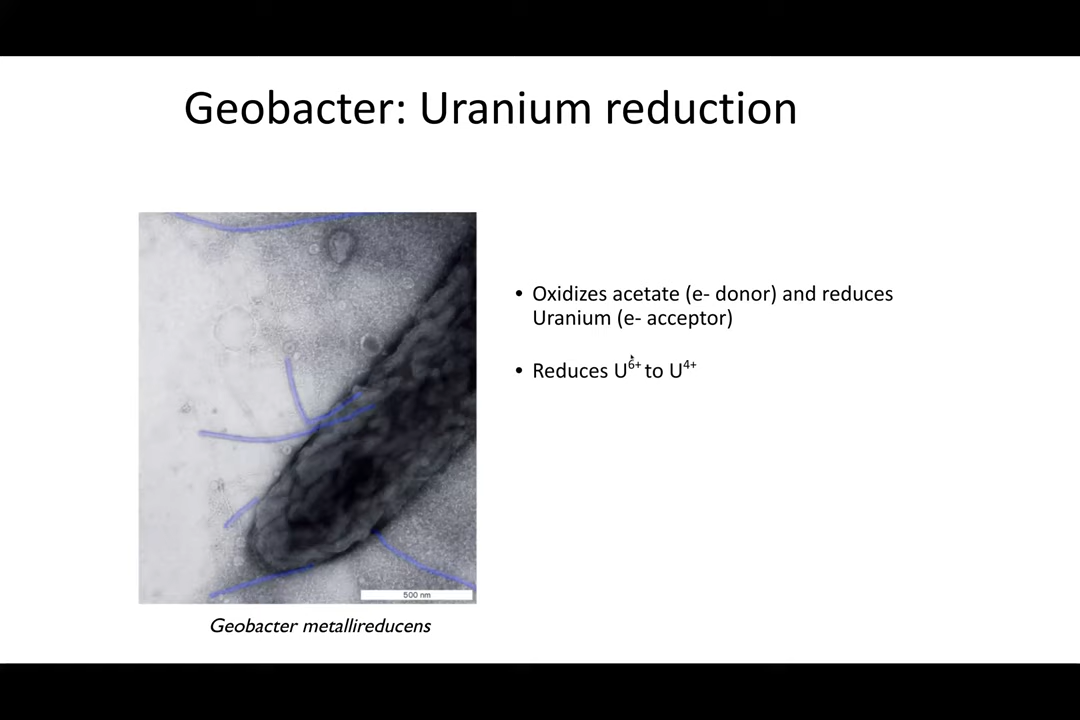 Geobacter: Uranium reduction
• Oxidizes acetate (e- donor) and reduces
Uranium (e- acceptor)
• Reduces U⁶⁺ to U⁴⁺
500 nm
Geobacter metallireducens